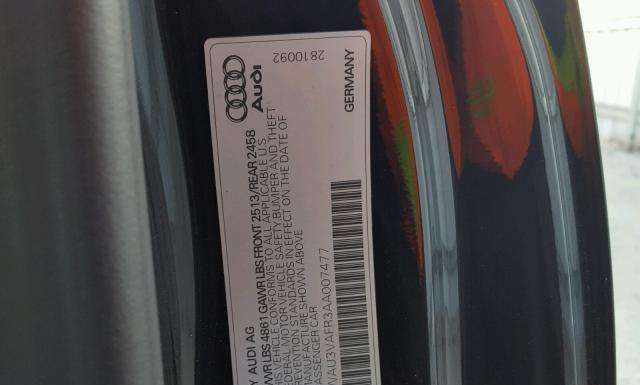 Audi
2810092
GERMANY
Y AUDI AG
GVWR LBS 4861 GAWR LBS FRONT 2513/REAR 2458
THIS VEHICLE CONFORMS TO ALL APPLICABLE U.S.
FEDERAL MOTOR VEHICLE SAFETY BUMPER AND THEFT
PREVENTION STANDARDS IN EFFECT ON THE DATE OF
MANUFACTURE SHOWN ABOVE
PASSENGER CAR
WAU3VAFR3AA007477